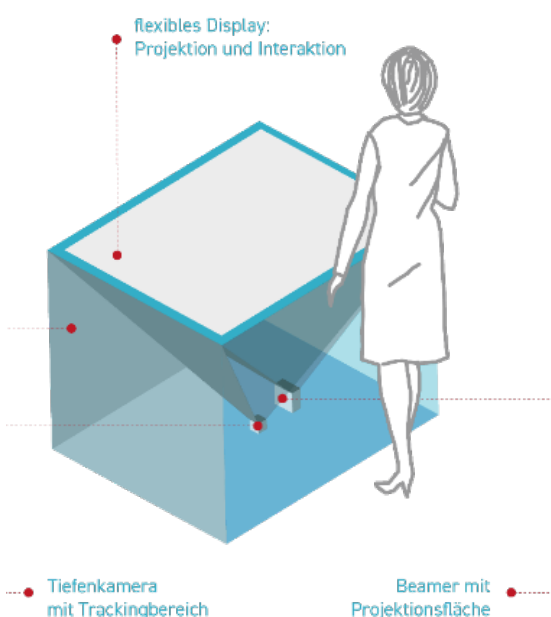 flexibles Display:
Projektion und Interaktion
Tiefenkamera
mit Trackingbereich
Beamer mit
Projektionsfläche